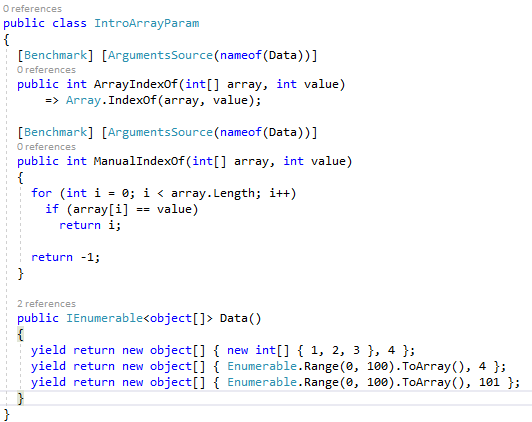 0 references
public class IntroArrayParam
{
[Benchmark] [ArgumentsSource(nameof(Data))]
0 references
public int ArrayIndexOf(int[] array, int value)
=> Array.IndexOf(array, value);
[Benchmark] [ArgumentsSource(nameof(Data))]
0 references
public int ManualIndexOf(int[] array, int value)
{
for (int i = 0; i < array.Length; i++)
if (array[i] == value)
return i;
return -1;
}
2 references
public IEnumerable<object[]> Data()
{
yield return new object[] { new int[] { 1, 2, 3 }, 4 };
yield return new object[] { Enumerable.Range(0, 100).ToArray(), 4 };
yield return new object[] { Enumerable.Range(0, 100).ToArray(), 101 };
}
}